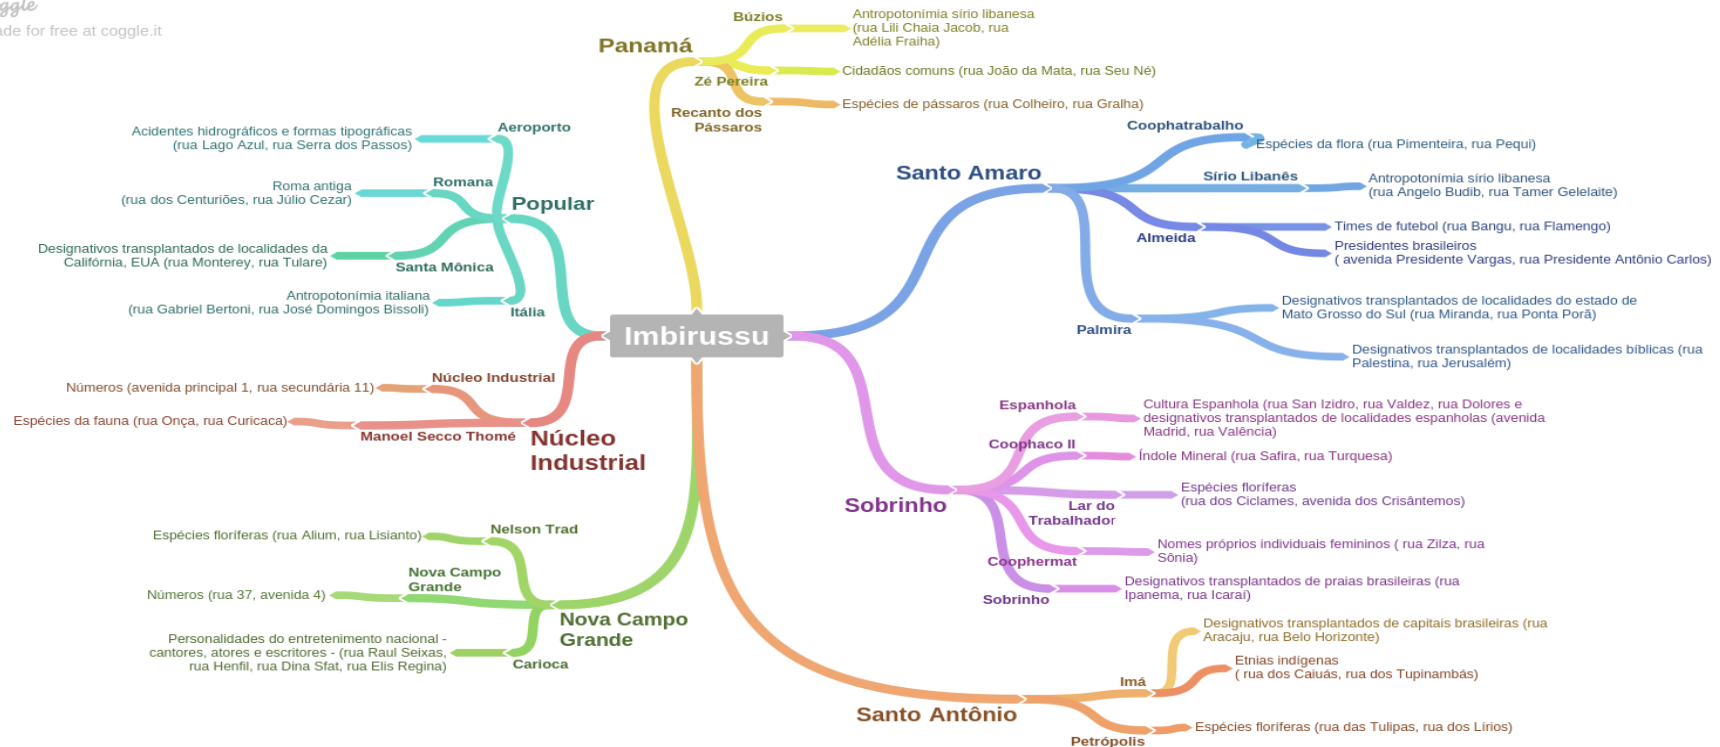 oggle
ade for free at coggle.it
Imbirussu
Panamá
Búzios
Antropotonímia sírio libanesa
(rua Lili Chaia Jacob, rua
Adélia Fraiha)
Zé Pereira
Cidadãos comuns (rua João da Mata, rua Seu Né)
Recanto dos
Pássaros
Espécies de pássaros (rua Colheiro, rua Gralha)
Santo Amaro
Coophatrabalho
Espécies da flora (rua Pimenteira, rua Pequi)
Sírio Libanês
Antropotonímia sírio libanesa
(rua Angelo Budib, rua Tamer Gelelaite)
Almeida
Times de futebol (rua Bangu, rua Flamengo)
Presidentes brasileiros
( avenida Presidente Vargas, rua Presidente Antônio Carlos)
Palmira
Designativos transplantados de localidades do estado de
Mato Grosso do Sul (rua Miranda, rua Ponta Porã)
Designativos transplantados de localidades bíblicas (rua
Palestina, rua Jerusalém)
Sobrinho
Espanhola
Cultura Espanhola (rua San Izidro, rua Valdez, rua Dolores e
designativos transplantados de localidades espanholas (avenida
Madrid, rua Valência)
Coophaco II
Índole Mineral (rua Safira, rua Turquesa)
Lar do
Trabalhador
Espécies floríferas
(rua dos Ciclames, avenida dos Crisântemos)
Coophermat
Nomes próprios individuais femininos ( rua Zilza, rua
Sônia)
Sobrinho
Designativos transplantados de praias brasileiras (rua
Ipanema, rua Icaraí)
Santo Antônio
Imá
Designativos transplantados de capitais brasileiras (rua
Aracaju, rua Belo Horizonte)
Etnias indígenas
( rua dos Caiuás, rua dos Tupinambás)
Petrópolis
Espécies floríferas (rua das Tulipas, rua dos Lírios)
Popular
Aeroporto
Acidentes hidrográficos e formas tipográficas
(rua Lago Azul, rua Serra dos Passos)
Romana
Roma antiga
(rua dos Centuriões, rua Júlio Cezar)
Santa Mônica
Designativos transplantados de localidades da
Califórnia, EUA (rua Monterey, rua Tulare)
Itália
Antropotonímia italiana
(rua Gabriel Bertoni, rua José Domingos Bissoli)
Núcleo
Industrial
Núcleo Industrial
Números (avenida principal 1, rua secundária 11)
Manoel Secco Thomé
Espécies da fauna (rua Onça, rua Curicaca)
Nova Campo
Grande
Nelson Trad
Espécies floríferas (rua Alium, rua Lisianto)
Nova Campo
Grande
Números (rua 37, avenida 4)
Carioca
Personalidades do entretenimento nacional -
cantores, atores e escritores - (rua Raul Seixas,
rua Henfil, rua Dina Sfat, rua Elis Regina)